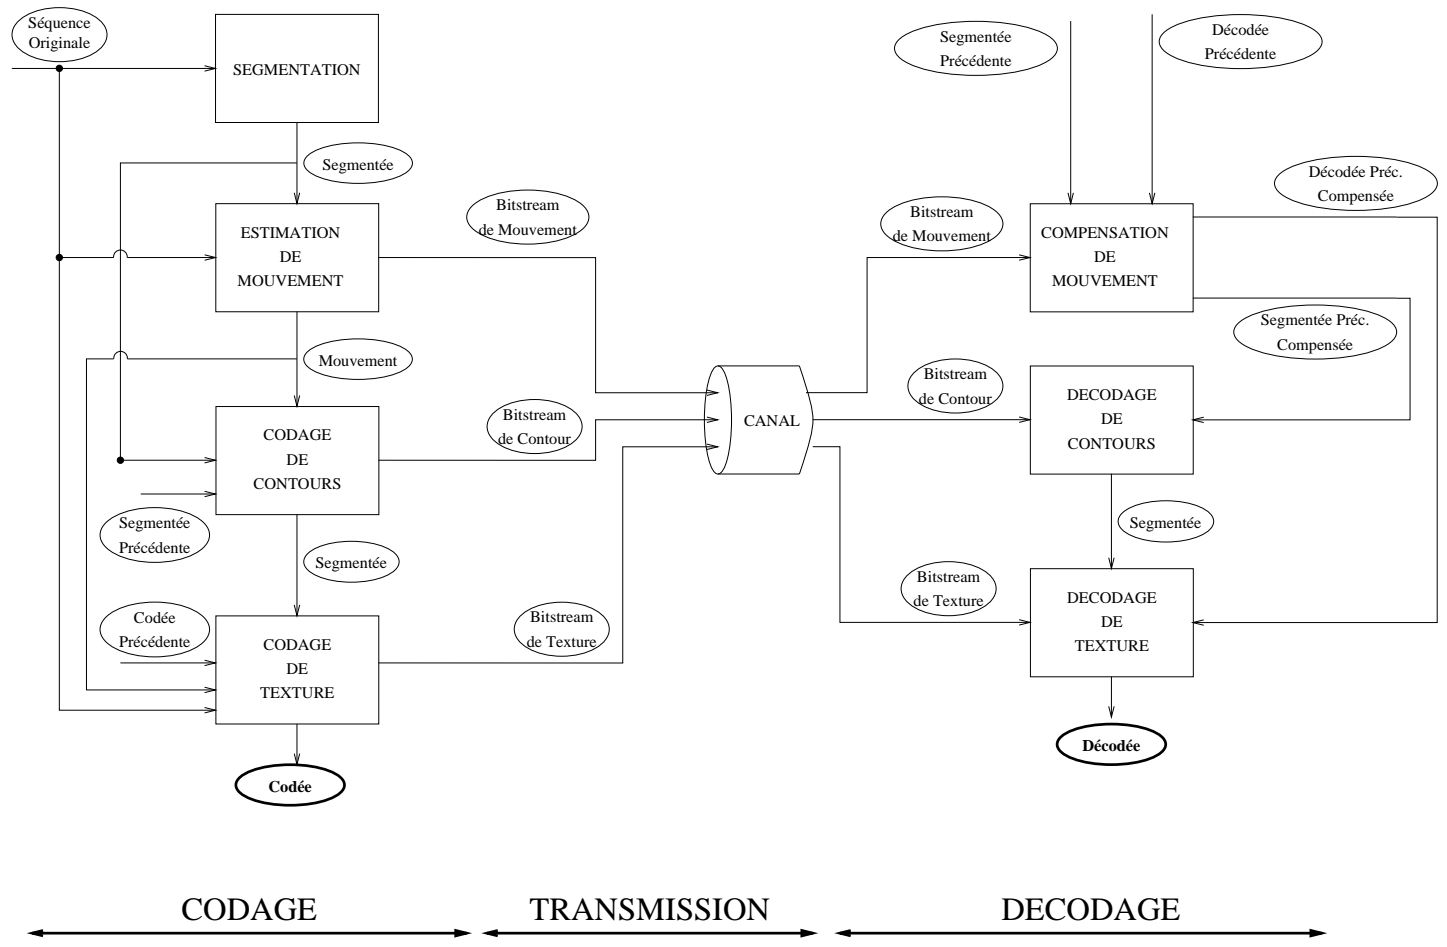 Séquence
Originale
SEGMENTATION
Segmentée
ESTIMATION
DE
MOUVEMENT
Bitstream
de Mouvement
Mouvement
CODAGE
DE
CONTOURS
Bitstream
de Contour
Segmentée
Précédente
Segmentée
Codée
Précédente
CODAGE
DE
TEXTURE
Bitstream
de Texture
Codée
CANAL
Segmentée
Précédente
Décodée
Précédente
Bitstream
de Mouvement
COMPENSATION
DE
MOUVEMENT
Décodée Préc.
Compensée
Segmentée Préc.
Compensée
Bitstream
de Contour
DECODAGE
DE
CONTOURS
Segmentée
Bitstream
de Texture
DECODAGE
DE
TEXTURE
Décodée
CODAGE
TRANSMISSION
DECODAGE